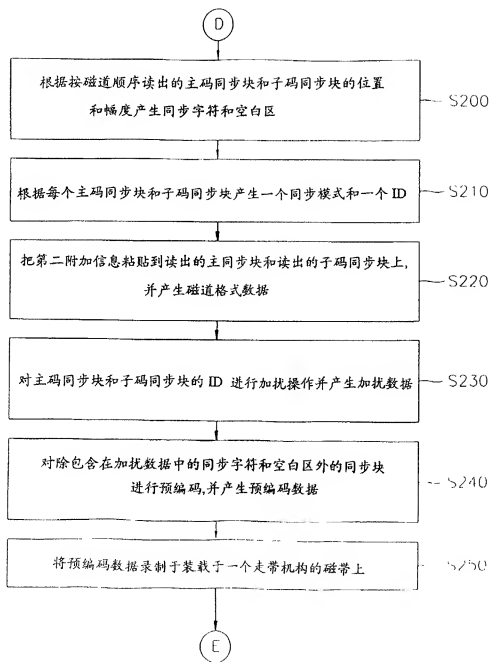 D
根据按磁道顺序读出的主码同步块和子码同步块的位置
和幅度产生同步字符和空白区
S200
根据每个主码同步块和子码同步块产生一个同步模式和一个ID
S210
把第二附加信息粘贴到读出的主同步块和读出的子码同步块上,
并产生磁道格式数据
S220
对主码同步块和子码同步块的ID 进行加扰操作并产生加扰数据
S230
对除包含在加扰数据中的同步字符和空白区外的同步块
进行预编码,并产生预编码数据
S240
将预编码数据录制于装载于一个走带机构的磁带上
S250
E